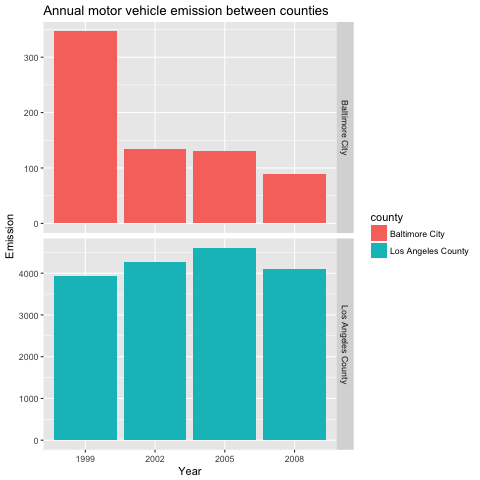 Annual motor vehicle emission between counties
Emission
300
200
100
0
Baltimore City
4000
3000
2000
1000
0
Los Angeles County
1999 2002 2005 2008
Year
county
Baltimore City
Los Angeles County